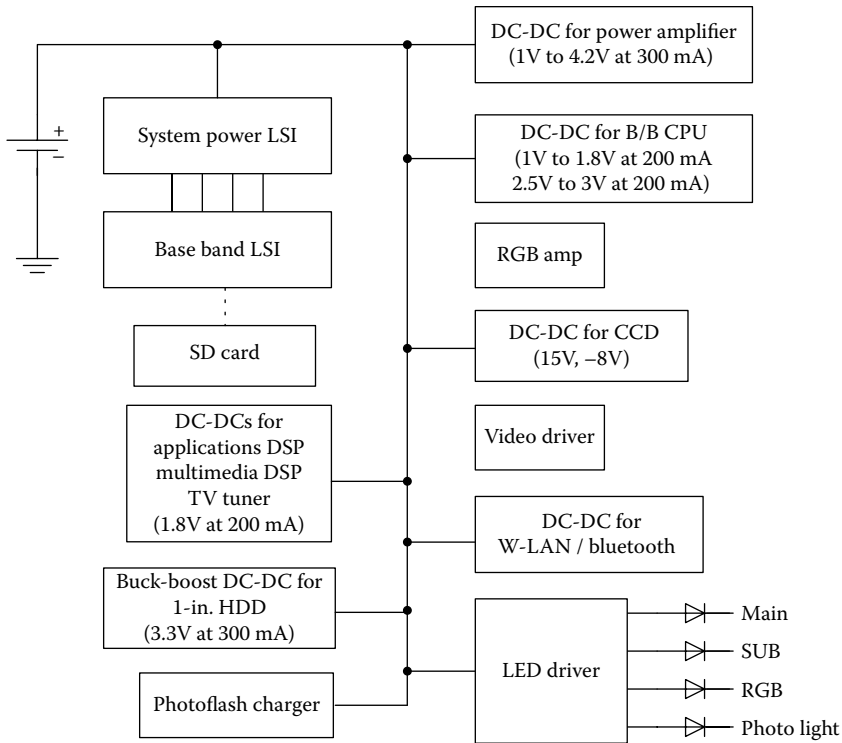 DC-DC for power amplifier
(1V to 4.2V at 300 mA)
+
–
System power LSI
DC-DC for B/B CPU
(1V to 1.8V at 200 mA
2.5V to 3V at 200 mA)
Base band LSI
RGB amp
SD card
DC-DC for CCD
(15V, –8V)
DC-DCs for
applications DSP
multimedia DSP
TV tuner
(1.8V at 200 mA)
Video driver
DC-DC for
W-LAN / bluetooth
Buck-boost DC-DC for
1-in. HDD
(3.3V at 300 mA)
Photoflash charger
LED driver
Main
SUB
RGB
Photo light